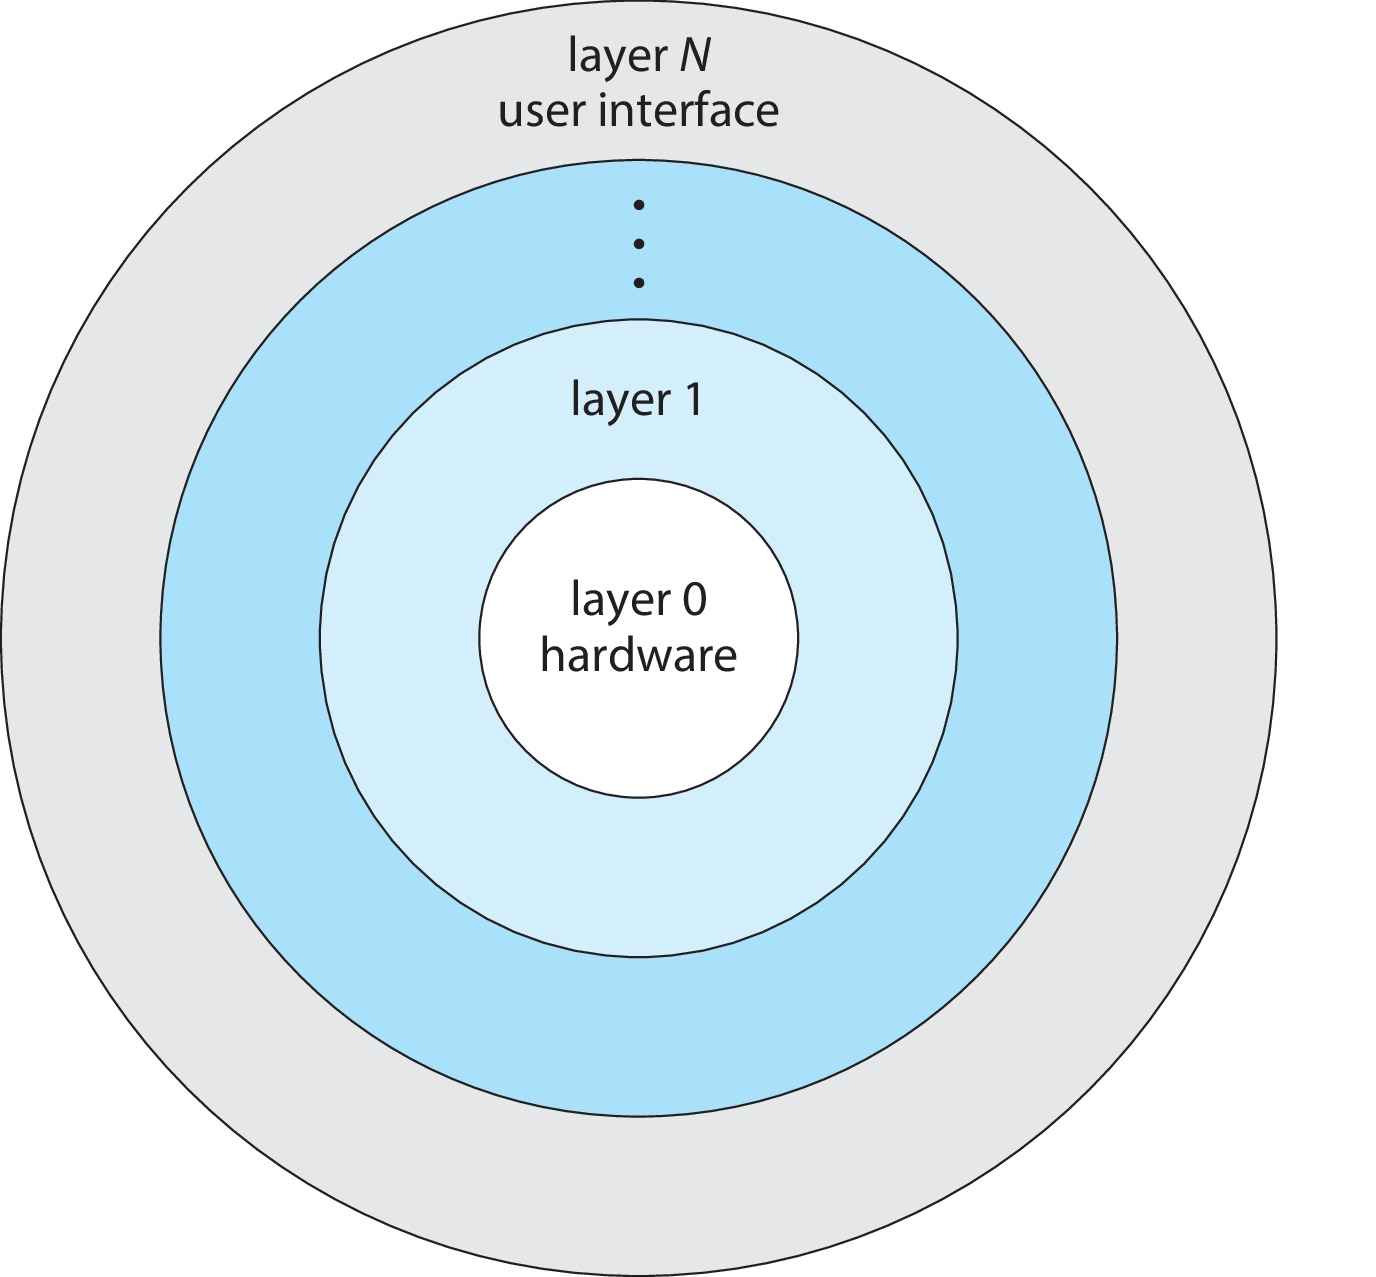 layer N
user interface
layer 1
layer 0
hardware